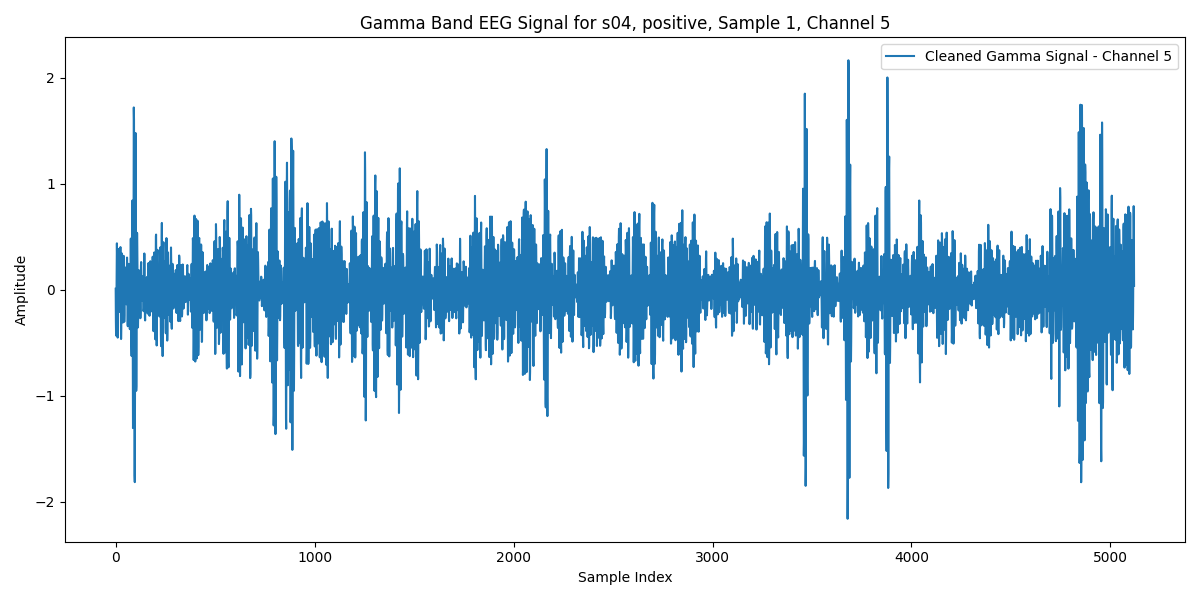 Gamma Band EEG Signal for s04, positive, Sample 1, Channel 5
Cleaned Gamma Signal - Channel 5
Amplitude
2
1
0
−1
−2
0 1000 2000 3000 4000 5000
Sample Index